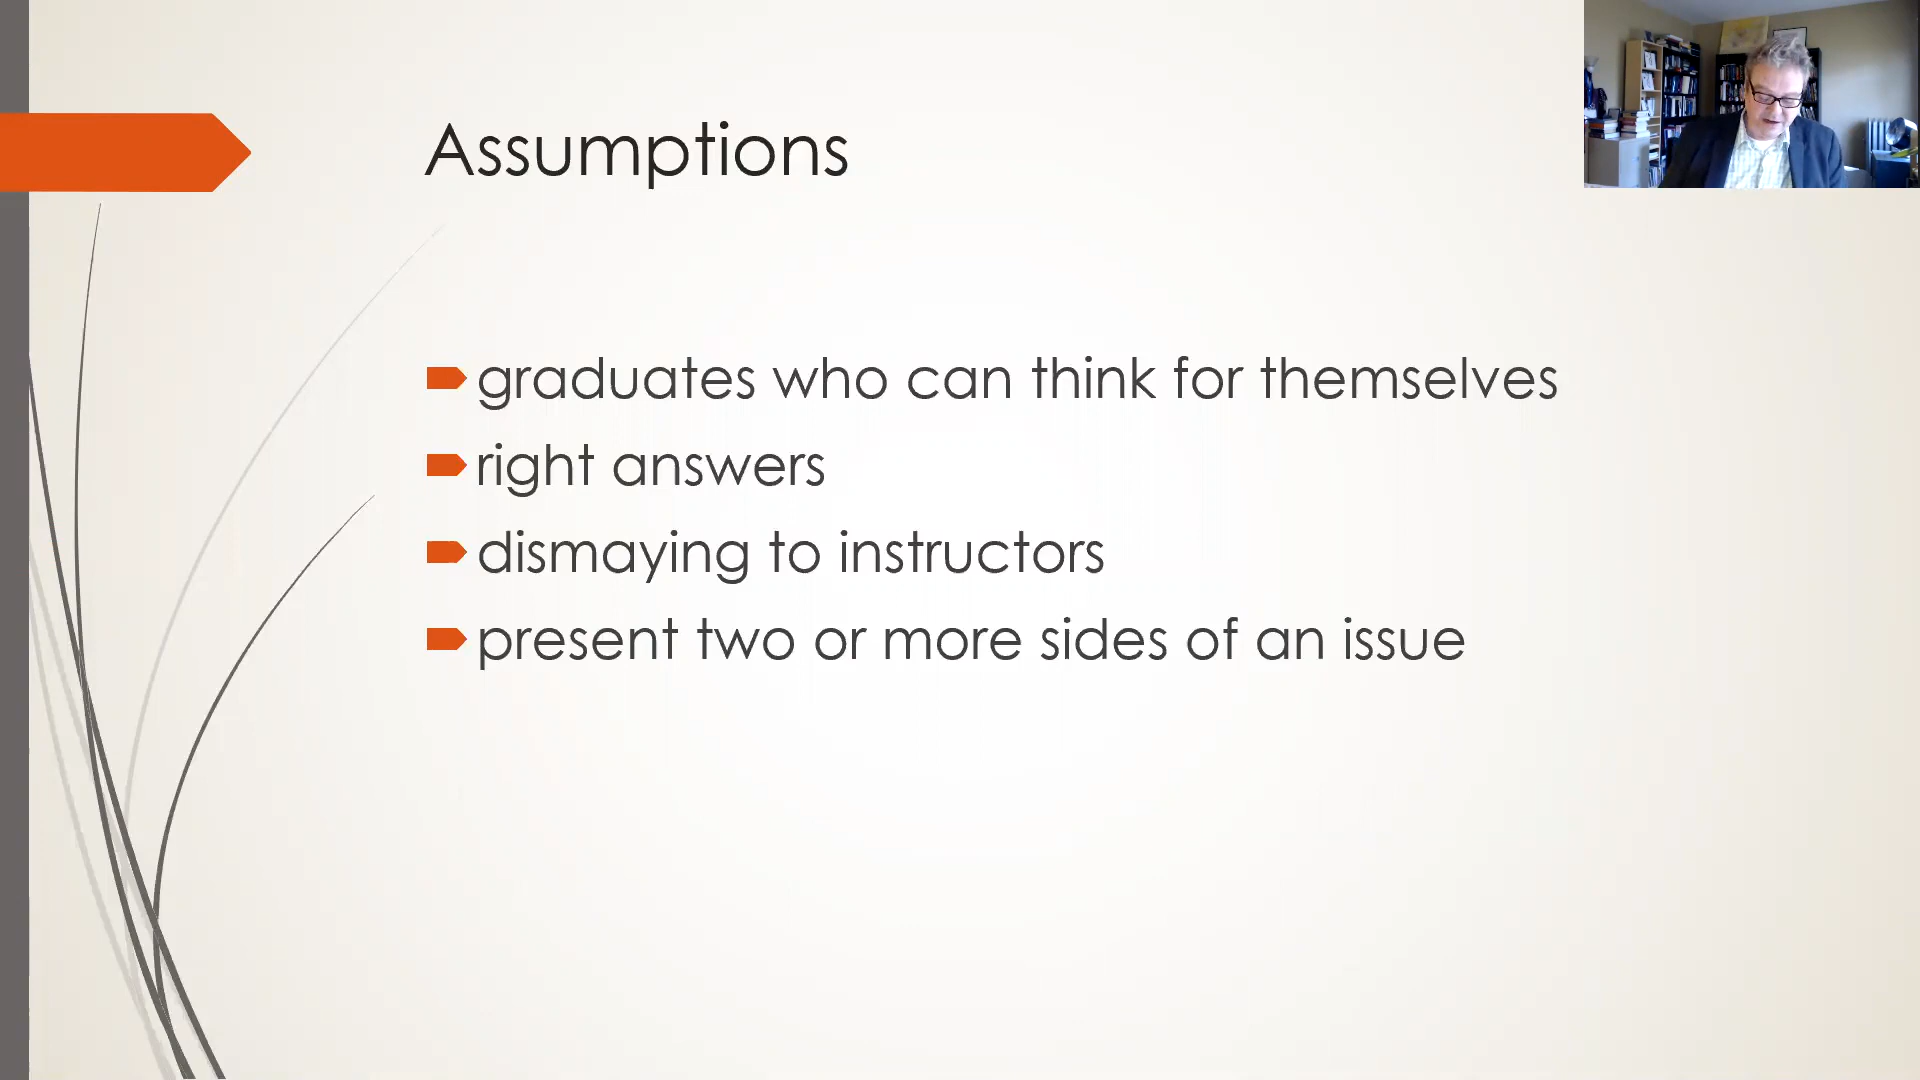 Assumptions
graduates who can think for themselves
right answers
dismaying to instructors
present two or more sides of an issue